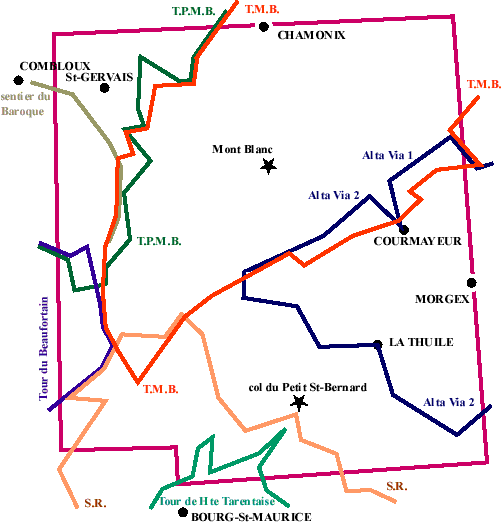 T.P.M.B.
T.M.B.
CHAMONIX
COMBLOUX
St-GERVAIS
sentier du
Baroque
T.M.B.
Mont Blanc
Alta Via 1
Alta Via 2
T.P.M.B.
COURMAYEUR
MORGEX
Tour du Beaufortain
LA THUILE
T.M.B.
col du Petit St-Bernard
Alta Via 2
S.R.
S.R.
Tour de Hte Tarentaise
BOURG-St-MAURICE